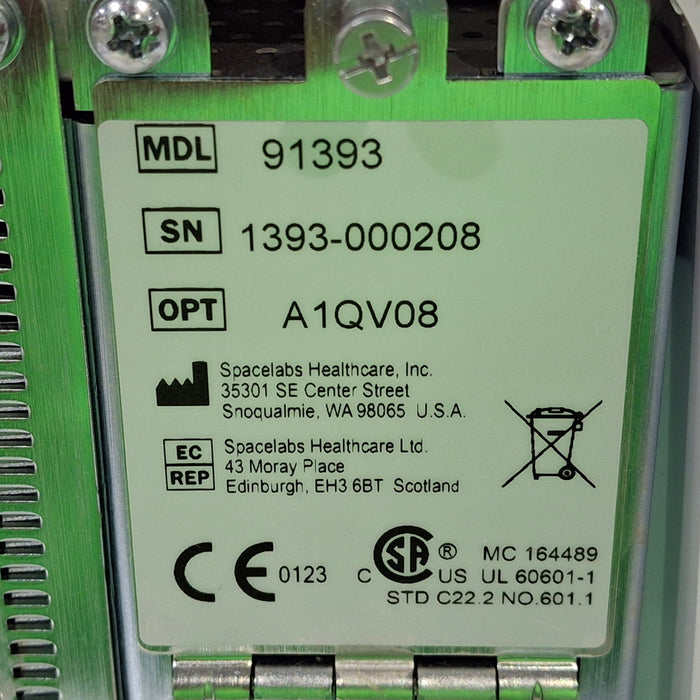 MDL 91393
SN 1393-000208
OPT A1QV08
Spacelabs Healthcare, Inc.
35301 SE Center Street
Snoqualmie, WA 98065 U.S.A.
EC REP
Spacelabs Healthcare Ltd.
43 Moray Place
Edinburgh, EH3 6BT Scotland
CE 0123
C SA ® US
MC 164489
UL 60601-1
STD C22.2 NO.601.1